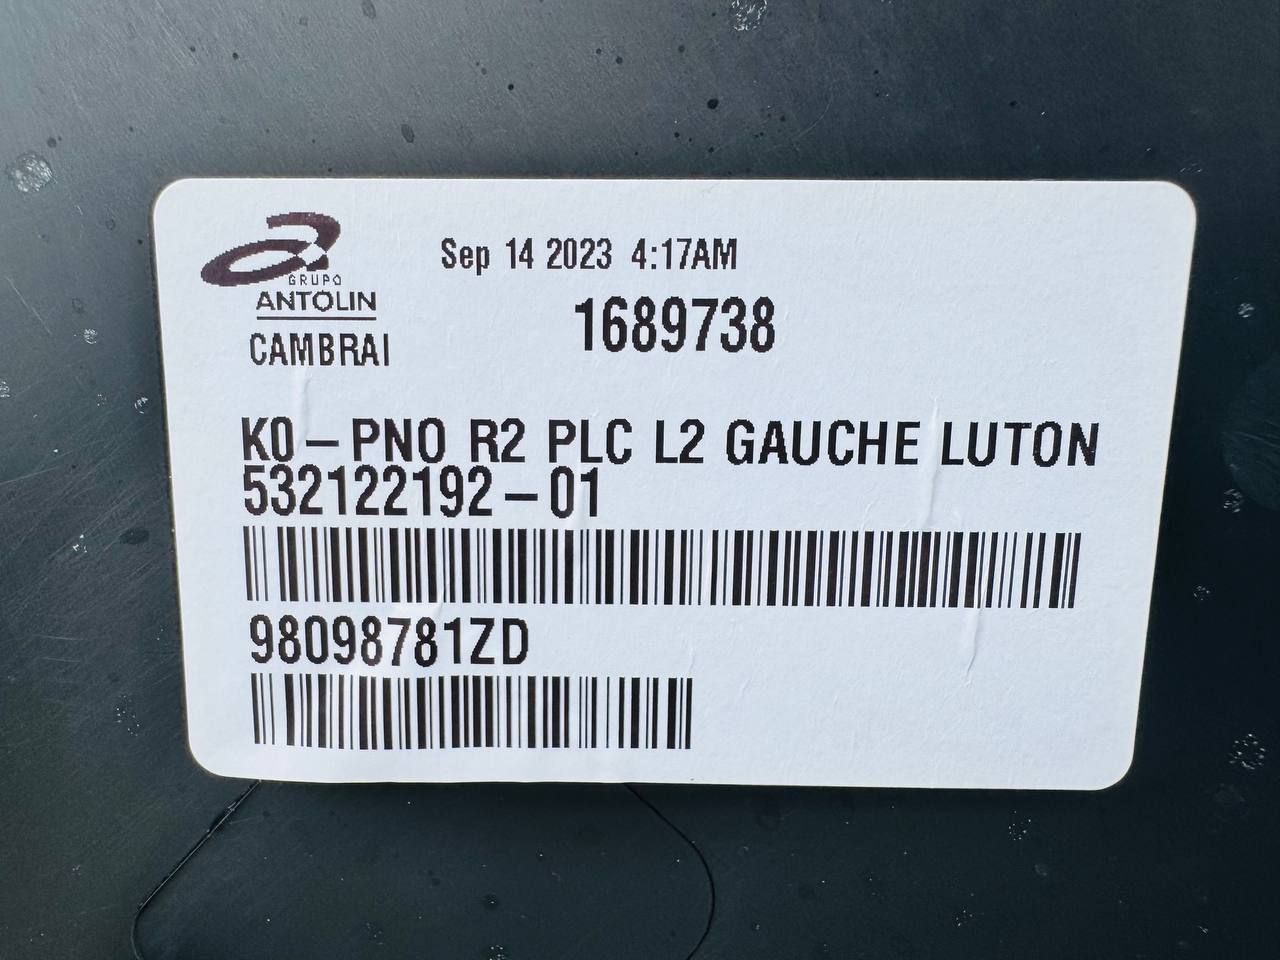 Sep 14 2023 4:17AM
GRUPO
ANTOLIN
1689738
CAMBRAI
K0-PNO R2 PLC L2 GAUCHE LUTON
532122192-01
98098781ZD